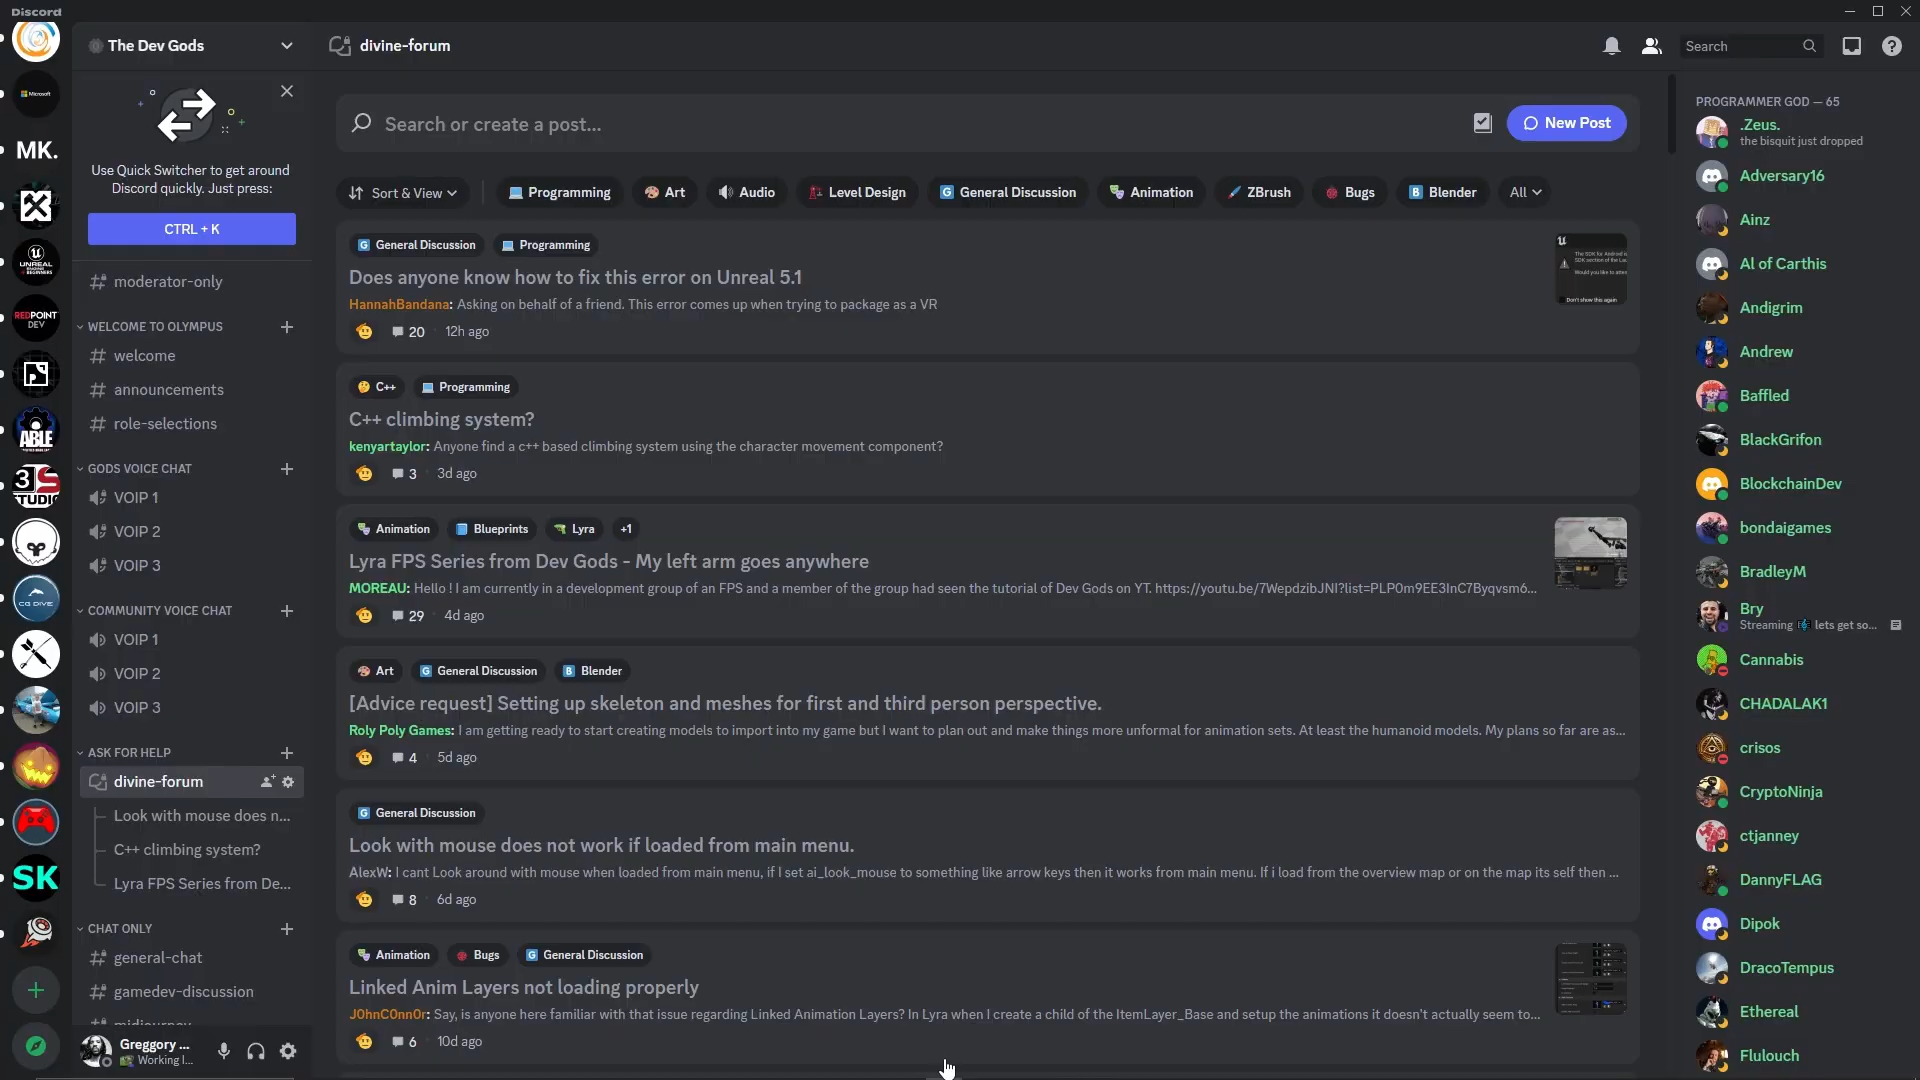 Discord
Microsoft
MK.
UNREAL
REDPOINT
DEV
ABLE
CG DIVE
SK
The Dev Gods
Use Quick Switcher to get around
Discord quickly. Just press:
CTRL + K
moderator-only
WELCOME TO OLYMPUS
welcome
announcements
role-selections
GODS VOICE CHAT
VOIP 1
VOIP 2
VOIP 3
COMMUNITY VOICE CHAT
VOIP 1
VOIP 2
VOIP 3
ASK FOR HELP
divine-forum
Look with mouse does n...
C++ climbing system?
Lyra FPS Series from De...
CHAT ONLY
general-chat
gamedev-discussion
Greggory ...
Working I...
divine-forum
Search
Search or create a post...
New Post
Sort & View
Programming
Art
Audio
Level Design
General Discussion
Animation
ZBrush
Bugs
Blender
All
General Discussion Programming
Does anyone know how to fix this error on Unreal 5.1
HannahBandana: Asking on behalf of a friend. This error comes up when trying to package as a VR
20 · 12h ago
Don't show this again
C++ Programming
C++ climbing system?
kenyartaylor: Anyone find a c++ based climbing system using the character movement component?
3 · 3d ago
Animation Blueprints Lyra +1
Lyra FPS Series from Dev Gods - My left arm goes anywhere
MOREAU: Hello ! I am currently in a development group of an FPS and a member of the group had seen the tutorial of Dev Gods on YT. https://youtu.be/7WepdzibJNI?list=PLP0m9EE3InC7Byqvsm6...
29 · 4d ago
Art General Discussion Blender
[Advice request] Setting up skeleton and meshes for first and third person perspective.
Roly Poly Games: I am getting ready to start creating models to import into my game but I want to plan out and make things more unformal for animation sets. At least the humanoid models. My plans so far are as...
4 · 5d ago
General Discussion
Look with mouse does not work if loaded from main menu.
AlexW: I cant Look around with mouse when loaded from main menu, if I set ai_look_mouse to something like arrow keys then it works from main menu. If i load from the overview map or on the map its self then ...
8 · 6d ago
Animation Bugs General Discussion
Linked Anim Layers not loading properly
J0hnC0nn0r: Say, is anyone here familiar with that issue regarding Linked Animation Layers? In Lyra when I create a child of the ItemLayer_Base and setup the animations it doesn't actually seem to...
6 · 10d ago
PROGRAMMER GOD — 65
.Zeus.
the bisquit just dropped
Adversary16
Ainz
Al of Carthis
Andigrim
Andrew
Baffled
BlackGrifon
BlockchainDev
bondaigames
BradleyM
Bry
Streaming lets get so...
Cannabis
CHADALAK1
crisos
CryptoNinja
ctjanney
DannyFLAG
Dipok
DracoTempus
Ethereal
Flulouch